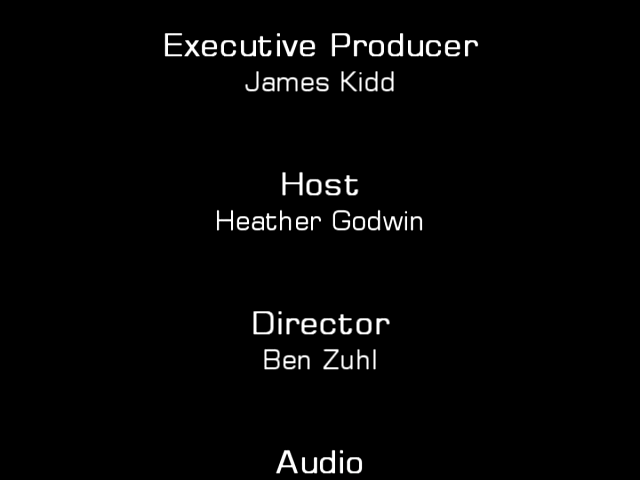 Executive Producer
James Kidd
Host
Heather Godwin
Director
Ben Zuhl
Audio